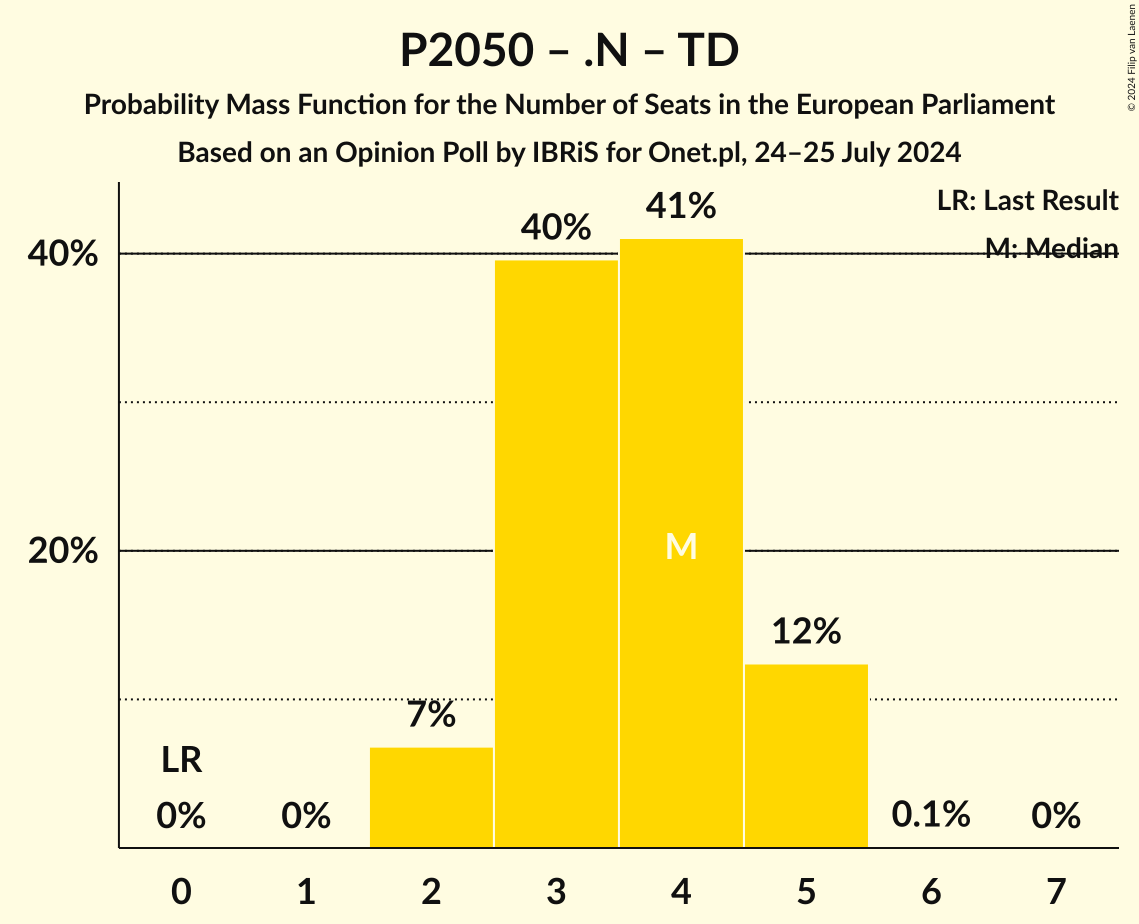 P2050 – .N – TD
Probability Mass Function for the Number of Seats in the European Parliament
Based on an Opinion Poll by IBRiS for Onet.pl, 24–25 July 2024
© 2024 Filip van Laenen
LR: Last Result
M: Median
40%
20%
LR
0%
0%
7%
40%
41%
M
12%
0.1%
0%
0 1 2 3 4 5 6 7